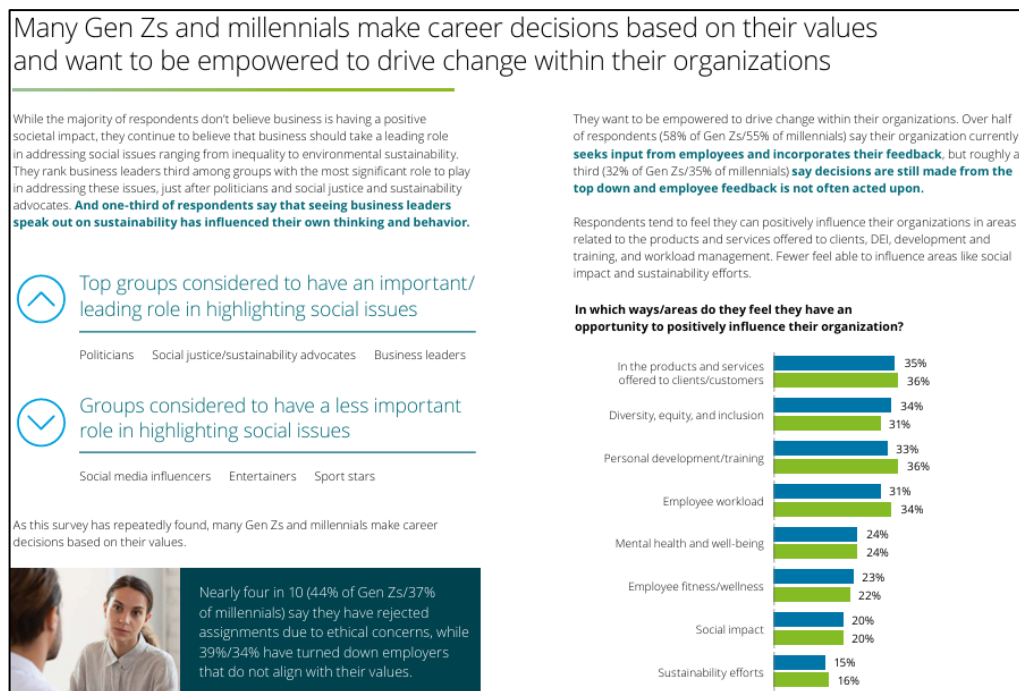 Many Gen Zs and millennials make career decisions based on their values
and want to be empowered to drive change within their organizations
While the majority of respondents don't believe business is having a positive
societal impact, they continue to believe that business should take a leading role
in addressing social issues ranging from inequality to environmental sustainability.
They rank business leaders third among groups with the most significant role to play
in addressing these issues, just after politicians and social justice and sustainability
advocates. And one-third of respondents say that seeing business leaders
speak out on sustainability has influenced their own thinking and behavior.
Top groups considered to have an important/
leading role in highlighting social issues
Politicians Social justice/sustainability advocates Business leaders
Groups considered to have a less important
role in highlighting social issues
Social media influencers Entertainers Sport stars
As this survey has repeatedly found, many Gen Zs and millennials make career
decisions based on their values.
Nearly four in 10 (44% of Gen Zs/37%
of millennials) say they have rejected
assignments due to ethical concerns, while
39%/34% have turned down employers
that do not align with their values.
They want to be empowered to drive change within their organizations. Over half
of respondents (58% of Gen Zs/55% of millennials) say their organization currently
seeks input from employees and incorporates their feedback, but roughly a
third (32% of Gen Zs/35% of millennials) say decisions are still made from the
top down and employee feedback is not often acted upon.
Respondents tend to feel they can positively influence their organizations in areas
related to the products and services offered to clients, DEI, development and
training, and workload management. Fewer feel able to influence areas like social
impact and sustainability efforts.
In which ways/areas do they feel they have an
opportunity to positively influence their organization?
In the products and services
offered to clients/customers
35%
36%
Diversity, equity, and inclusion
34%
31%
Personal development/training
33%
36%
Employee workload
31%
34%
Mental health and well-being
24%
24%
Employee fitness/wellness
23%
22%
Social impact
20%
20%
Sustainability efforts
15%
16%